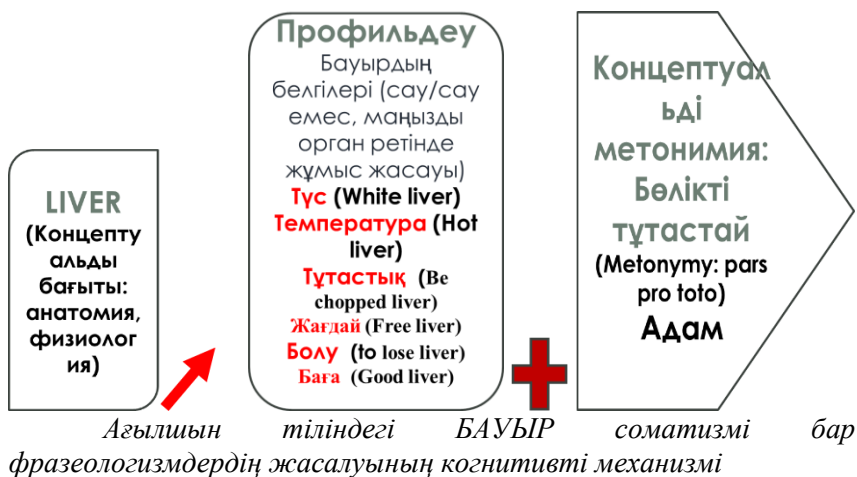 LIVER
(Концепту
альды
бағыты:
анатомия,
физиолог
ия)
Профильдеу
Бауырдың
белгілері (сау/сау
емес, маңызды
орган ретінде
жұмыс жасауы)
Түс (White liver)
Температура (Hot
liver)
Тұтастық (Be
chopped liver)
Жағдай (Free liver)
Болу (to lose liver)
Баға (Good liver)
Концептуал
ьді
метонимия:
Бөлікті
тұтастай
(Metonymy: pars
pro toto)
Адам
Ағылшын тіліндегі БАУЫР соматизмі бар
фразеологизмдердің жасалуының когнитивті механизмі